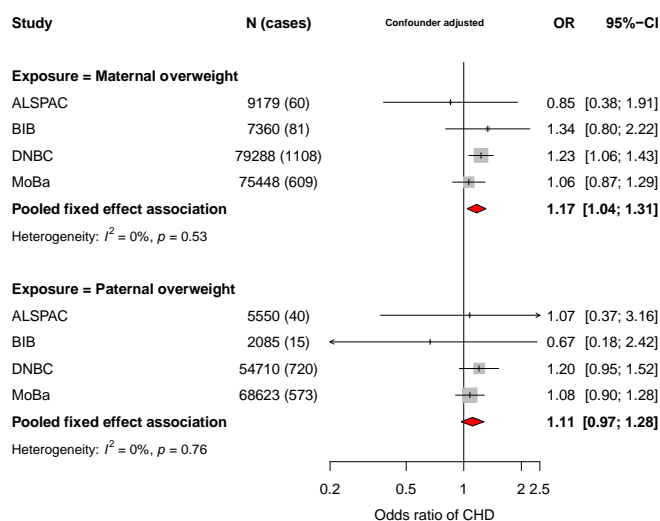 Study N (cases) Confounder adjusted OR 95%−CI
Exposure = Maternal overweight
ALSPAC 9179 (60) 0.85 [0.38; 1.91]
BIB 7360 (81) 1.34 [0.80; 2.22]
DNBC 79288 (1108) 1.23 [1.06; 1.43]
MoBa 75448 (609) 1.06 [0.87; 1.29]
Pooled fixed effect association 1.17 [1.04; 1.31]
Heterogeneity: I² = 0%, p = 0.53
Exposure = Paternal overweight
ALSPAC 5550 (40) 1.07 [0.37; 3.16]
BIB 2085 (15) 0.67 [0.18; 2.42]
DNBC 54710 (720) 1.20 [0.95; 1.52]
MoBa 68623 (573) 1.08 [0.90; 1.28]
Pooled fixed effect association 1.11 [0.97; 1.28]
Heterogeneity: I² = 0%, p = 0.76
0.2 0.5 1 2 2.5
Odds ratio of CHD